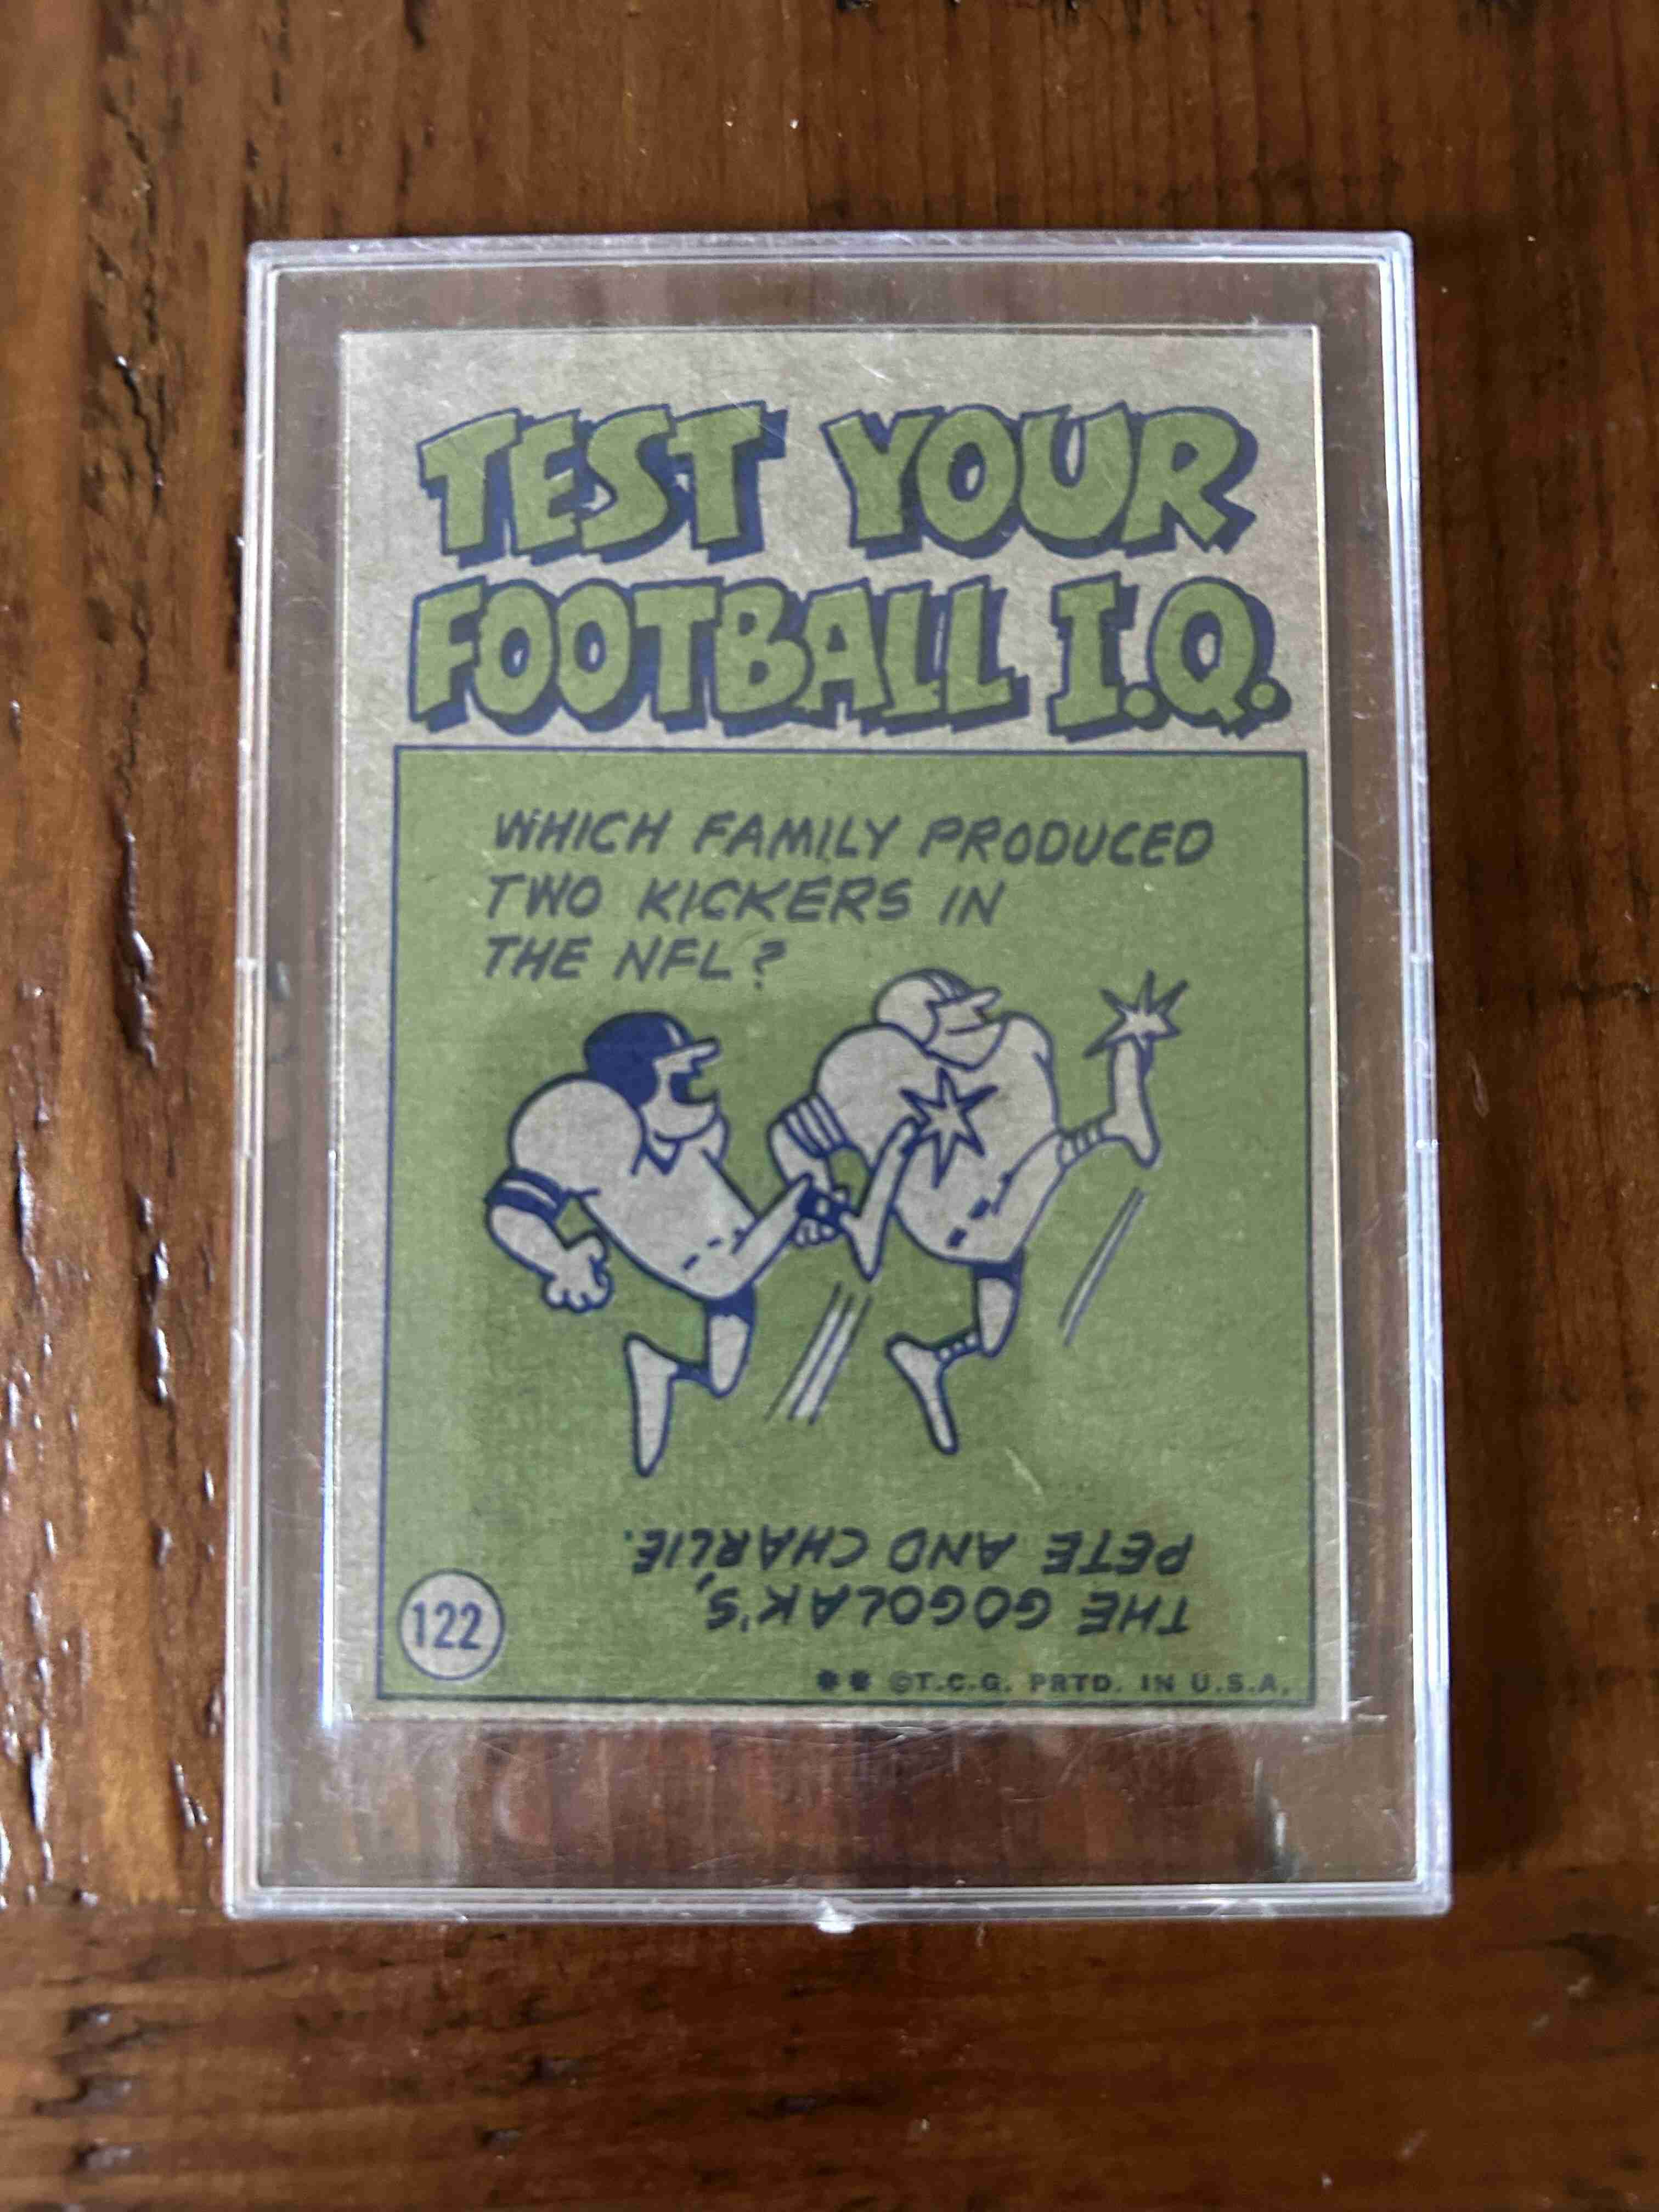 TEST YOUR
FOOTBALL I.Q.
WHICH FAMILY PRODUCED
TWO KICKERS IN
THE NFL?
THE GOGOLAK'S,
PETE AND CHARLIE.
122
** ©T.C.G. PRTD. IN U.S.A.